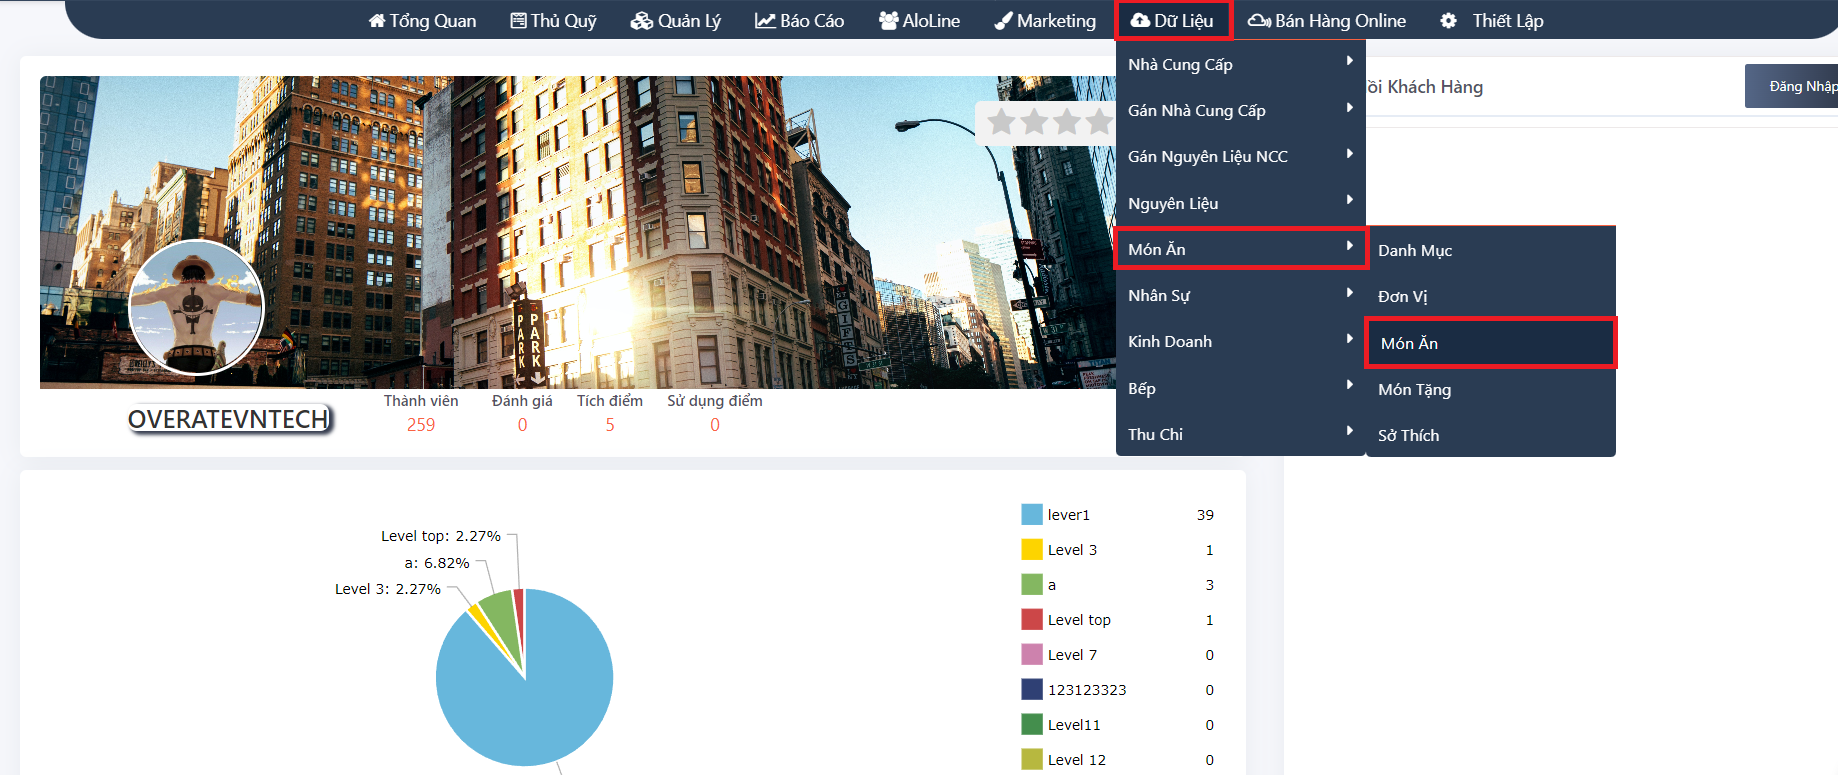 Tổng Quan
Thủ Quỹ
Quản Lý
Báo Cáo
AloLine
Marketing
Dữ Liệu
Bán Hàng Online
Thiết Lập
Nhà Cung Cấp
Gán Nhà Cung Cấp
Gán Nguyên Liệu NCC
Nguyên Liệu
Món Ăn
Nhân Sự
Kinh Doanh
Bếp
Thu Chi
Danh Mục
Đơn Vị
Món Ăn
Món Tặng
Sở Thích
Khách Hàng
Đăng Nhập
PARK
PARK
GIFTS
OVERATEVNTECH
Thành viên
259
Đánh giá
0
Tích điểm
5
Sử dụng điểm
0
Level top: 2.27%
a: 6.82%
Level 3: 2.27%
lever1 39
Level 3 1
a 3
Level top 1
Level 7 0
123123323 0
Level11 0
Level 12 0